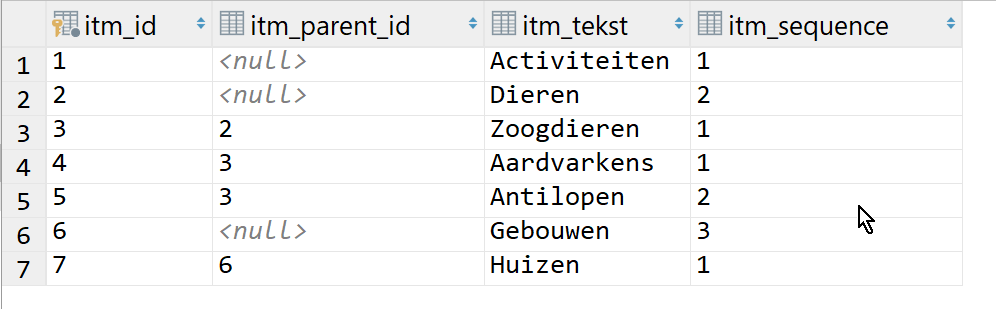 itm_id itm_parent_id itm_tekst itm_sequence
1 1 <null> Activiteiten 1
2 2 <null> Dieren 2
3 3 2 Zoogdieren 1
4 4 3 Aardvarkens 1
5 5 3 Antilopen 2
6 6 <null> Gebouwen 3
7 7 6 Huizen 1